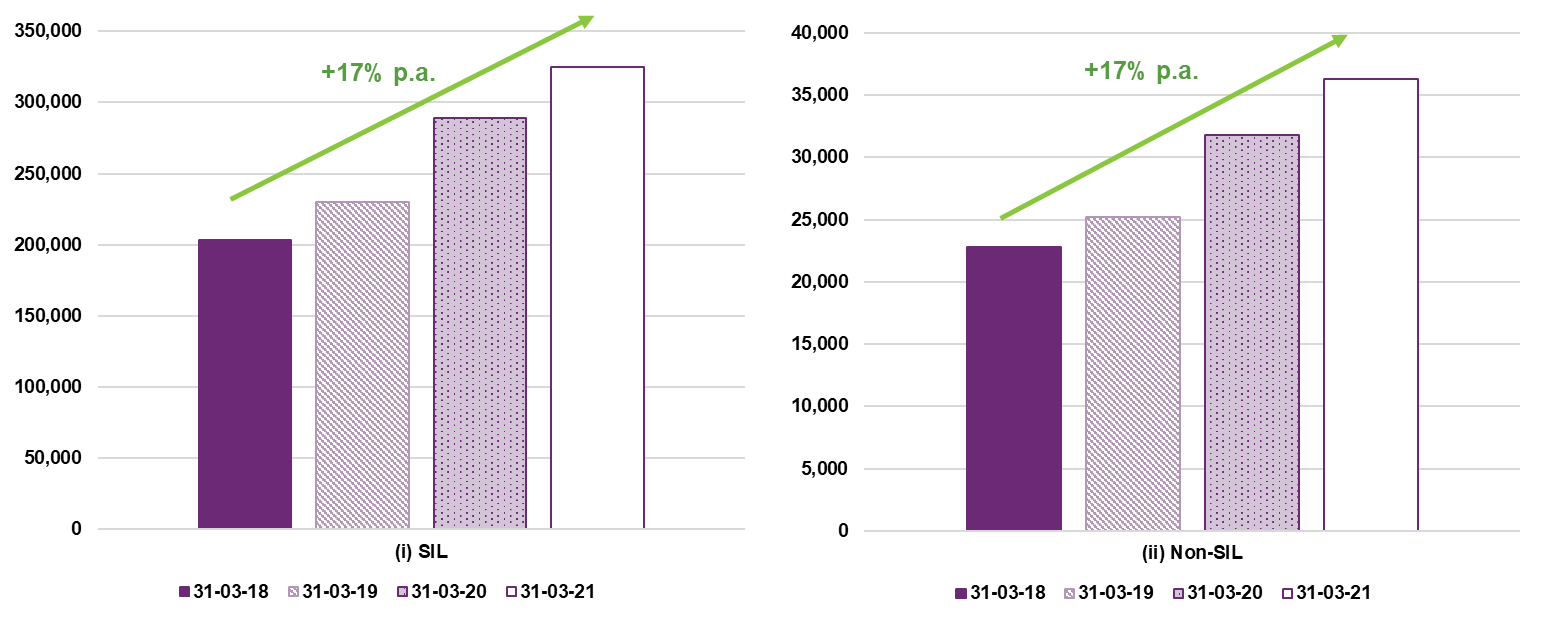 350,000
300,000
250,000
200,000
150,000
100,000
50,000
0
+17% p.a.
(i) SIL
31-03-18 31-03-19 31-03-20 31-03-21
40,000
35,000
30,000
25,000
20,000
15,000
10,000
5,000
0
+17% p.a.
(ii) Non-SIL
31-03-18 31-03-19 31-03-20 31-03-21